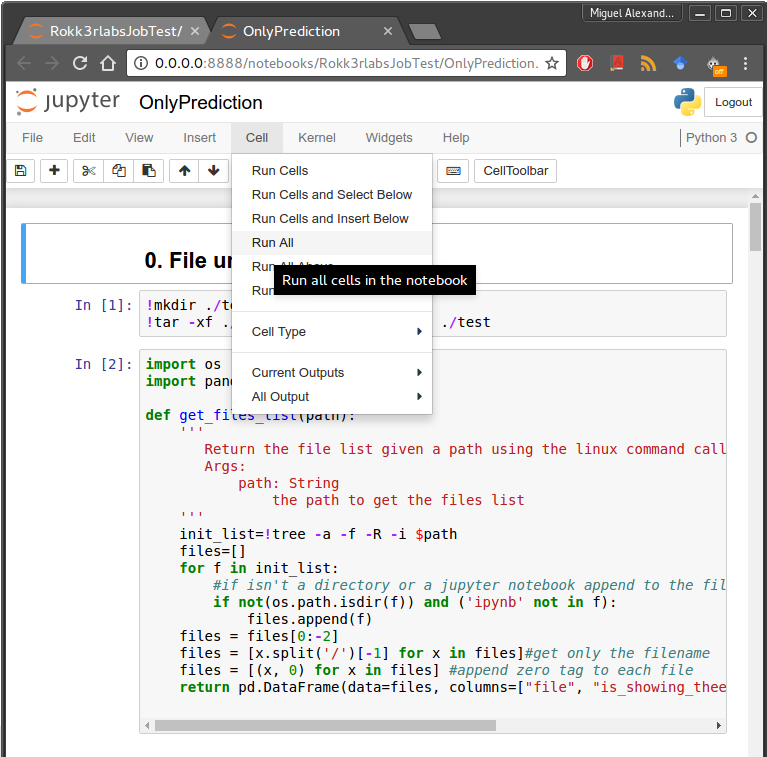 Miguel Alexand...
Rokk3rlabsJobTest/
OnlyPrediction
0.0.0.0:8888/notebooks/Rokk3rlabsJobTest/OnlyPrediction.
off
jupyter OnlyPrediction
Logout
File Edit View Insert Cell Kernel Widgets Help Python 3
CellToolbar
Run Cells
Run Cells and Select Below
Run Cells and Insert Below
Run All
Run All Above
Run
Run all cells in the notebook
Cell Type
Current Outputs
All Output
0. File
In [1]: !mkdir ./
!tar -xf ./test
In [2]: import os
import
def get_files_list(path):
'''
Return the file list given a path using the linux command call
Args:
path: String
the path to get the files list
'''
init_list=!tree -a -f -R -i $path
files=[]
for f in init_list:
#if isn't a directory or a jupyter notebook append to the fil
if not(os.path.isdir(f)) and ('ipynb' not in f):
files.append(f)
files = files[0:-2]
files = [x.split('/')[-1] for x in files]#get only the filename
files = [(x, 0) for x in files] #append zero tag to each file
return pd.DataFrame(data=files, columns=["file", "is_showing_thee